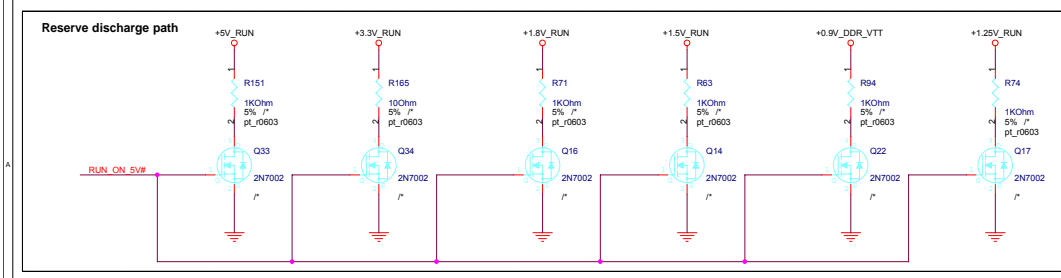 Reserve discharge path
+5V_RUN
+3.3V_RUN
+1.8V_RUN
+1.5V_RUN
+0.9V_DDR_VTT
+1.25V_RUN
1
1
1
1
1
1
R151
R165
R71
R63
R94
R74
1KOhm
10Ohm
1KOhm
1KOhm
1KOhm
1KOhm
5% /*
5% /*
5% /*
5% /*
5% /*
5% /*
pt_r0603
pt_r0603
pt_r0603
pt_r0603
pt_r0603
pt_r0603
2
2
2
2
2
2
Q33
Q34
Q16
Q14
Q22
Q17
A
RUN_ON_5V#
2N7002
2N7002
2N7002
2N7002
2N7002
2N7002
/*
/*
/*
/*
/*
/*